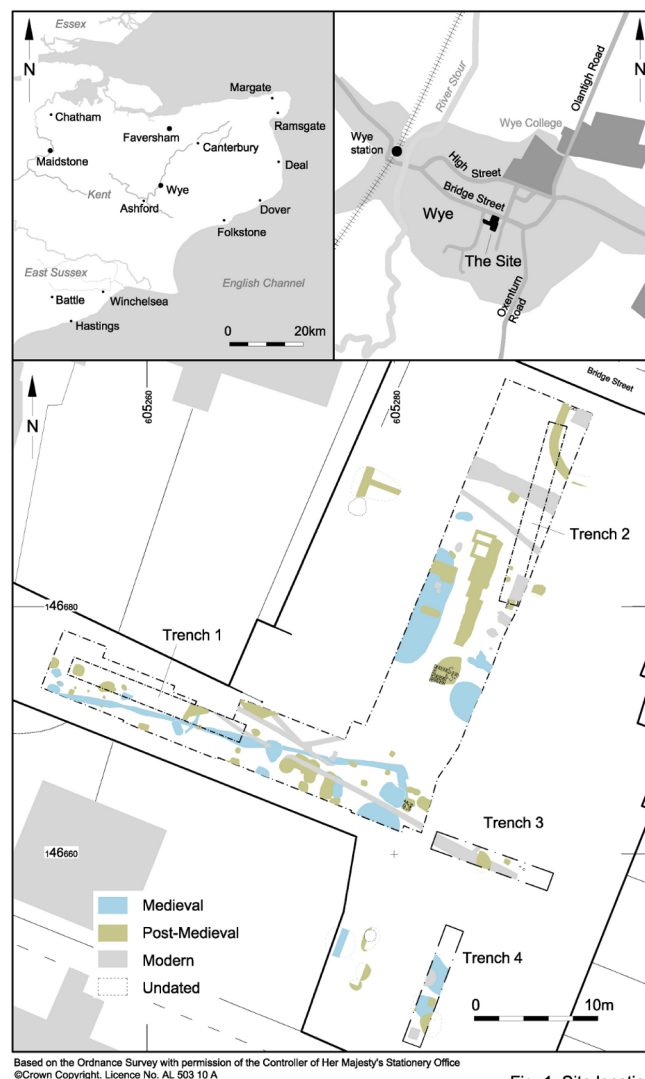 Essex
N
Margate
Chatham
Ramsgate
Faversham
Canterbury
Maidstone
Deal
Kent
Wye
Ashford
Dover
Folkstone
East Sussex
English Channel
Battle
Winchelsea
Hastings
0 20km
N
Olantigh Road
River Stour
Wye College
Wye
station
High
Street
Bridge Street
Wye
The Site
Oxenturn
Road
N
605260
605280
Bridge Street
Trench 2
146680
Trench 1
Trench 3
146660
Medieval
Post-Medieval
Modern
Undated
Trench 4
0 10m
Based on the Ordnance Survey with permission of the Controller of Her Majesty's Stationery Office
©Crown Copyright. Licence No. AL 503 10 A
Fig. 1 Site